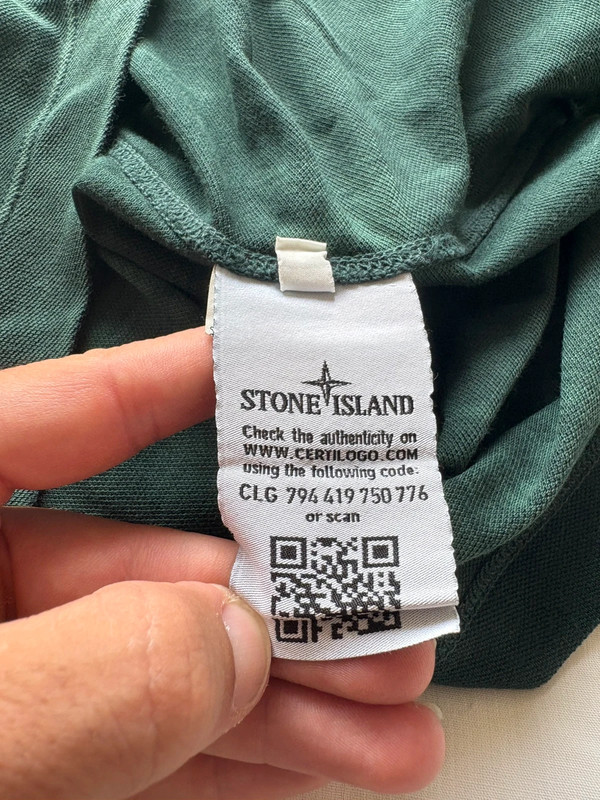 STONE ISLAND
Check the authenticity on
WWW.CERTILOGO.COM
using the following code:
CLG 794 419 750 776
or scan